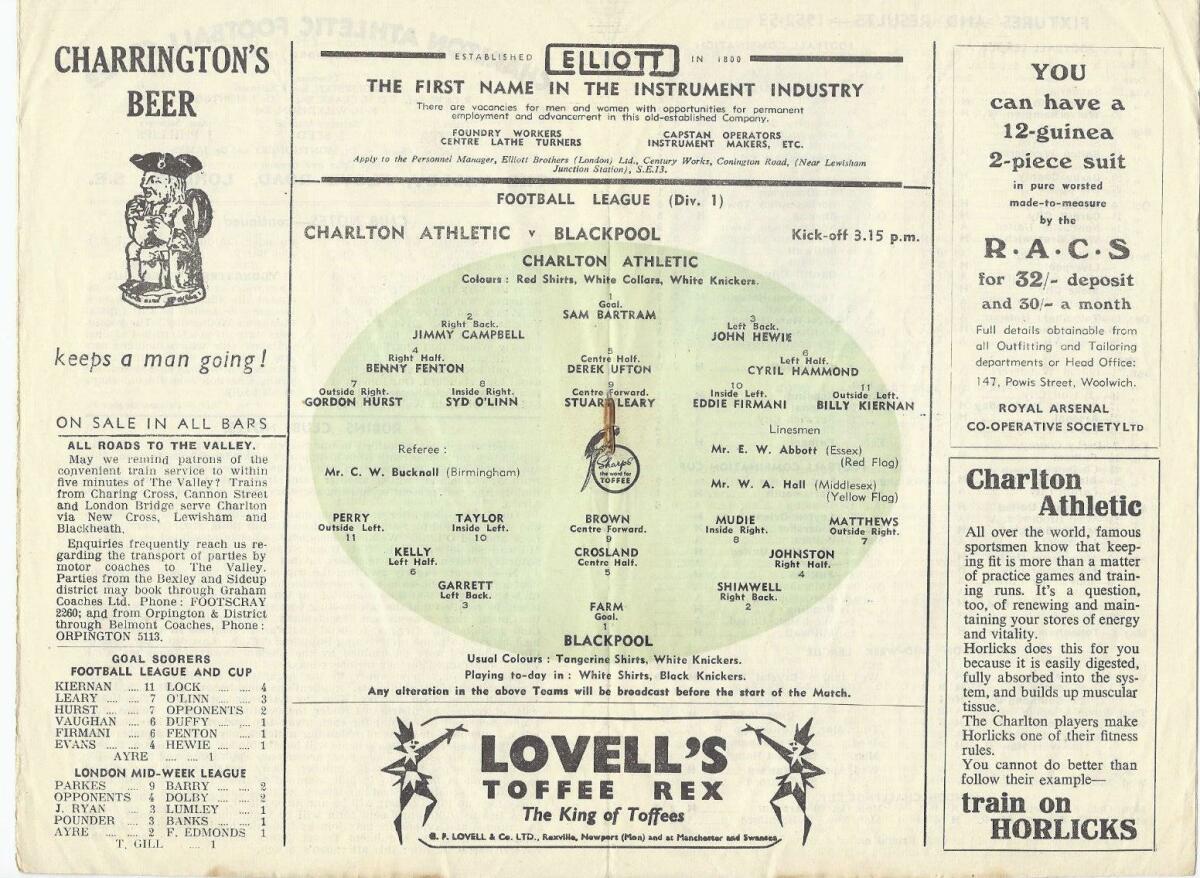 CHARRINGTON'S
BEER
keeps a man going!
ON SALE IN ALL BARS
ALL ROADS TO THE VALLEY.
May we remind patrons of the
convenient train service to within
five minutes of The Valley? Trains
from Charing Cross, Cannon Street
and London Bridge serve Charlton
via New Cross, Lewisham and
Blackheath.
Enquiries frequently reach us re-
garding the transport of parties by
motor coaches to The Valley.
Parties from the Bexley and Sidcup
district may book through Graham
Coaches Ltd. Phone: FOOTSCRAY
2260; and from Orpington & District
through Belmont Coaches, Phone:
ORPINGTON 5113.
GOAL SCORERS
FOOTBALL LEAGUE AND CUP
KIERNAN .... 11 LOCK .... .... 4
LEARY .... .... 7 O'LINN .... .... 3
HURST .... .... 7 OPPONENTS 2
VAUGHAN .... 6 DUFFY .... .... 1
FIRMANI .... 6 FENTON .... 1
EVANS .... .... 4 HEWIE .... .... 1
AYRE .... .... 1
LONDON MID-WEEK LEAGUE
PARKES .... 9 BARRY .... .... 2
OPPONENTS 4 DOLBY .... .... 2
J. RYAN .... 3 LUMLEY .... 1
POUNDER .... 3 BANKS .... .... 1
AYRE .... .... 2 F. EDMONDS 1
T. GILL .... 1
ESTABLISHED ELLIOTT IN 1800
THE FIRST NAME IN THE INSTRUMENT INDUSTRY
There are vacancies for men and women with opportunities for permanent
employment and advancement in this old-established Company.
FOUNDRY WORKERS CAPSTAN OPERATORS
CENTRE LATHE TURNERS INSTRUMENT MAKERS, ETC.
Apply to the Personnel Manager, Elliott Brothers (London) Ltd., Century Works, Conington Road, (Near Lewisham
Junction Station), S.E.13.
FOOTBALL LEAGUE (Div. 1)
CHARLTON ATHLETIC v BLACKPOOL Kick-off 3.15 p.m.
CHARLTON ATHLETIC
Colours : Red Shirts, White Collars, White Knickers.
1
Goal.
SAM BARTRAM
2 3
Right Back. Left Back.
JIMMY CAMPBELL JOHN HEWIE
4 5 6
Right Half. Centre Half. Left Half.
BENNY FENTON DEREK UFTON CYRIL HAMMOND
7 8 9 10 11
Outside Right. Inside Right. Centre Forward. Inside Left. Outside Left.
GORDON HURST SYD O'LINN STUART LEARY EDDIE FIRMANI BILLY KIERNAN
Referee : Linesmen
Mr. C. W. Bucknall (Birmingham) Mr. E. W. Abbott (Essex)
(Red Flag)
Mr. W. A. Hall (Middlesex)
(Yellow Flag)
Sharps
the word for
TOFFEE
PERRY TAYLOR BROWN MUDIE MATTHEWS
Outside Left. Inside Left. Centre Forward. Inside Right. Outside Right.
11 10 9 8 7
KELLY CROSLAND JOHNSTON
Left Half. Centre Half. Right Half.
6 5 4
GARRETT SHIMWELL
Left Back. Right Back.
3 2
FARM
Goal.
1
BLACKPOOL
Usual Colours : Tangerine Shirts, White Knickers.
Playing to-day in : White Shirts, Black Knickers.
Any alteration in the above Teams will be broadcast before the start of the Match.
LOVELL'S
TOFFEE REX
The King of Toffees
G. F. LOVELL & Co. LTD., Rexville, Newport (Mon) and at Manchester and Swansea
YOU
can have a
12-guinea
2-piece suit
in pure worsted
made-to-measure
by the
R·A·C·S
for 32/- deposit
and 30/- a month
Full details obtainable from
all Outfitting and Tailoring
departments or Head Office:
147, Powis Street, Woolwich.
ROYAL ARSENAL
CO-OPERATIVE SOCIETY LTD
Charlton
Athletic
All over the world, famous
sportsmen know that keep-
ing fit is more than a matter
of practice games and train-
ing runs. It's a question,
too, of renewing and main-
taining your stores of energy
and vitality.
Horlicks does this for you
because it is easily digested,
fully absorbed into the sys-
tem, and builds up muscular
tissue.
The Charlton players make
Horlicks one of their fitness
rules.
You cannot do better than
follow their example—
train on
HORLICKS